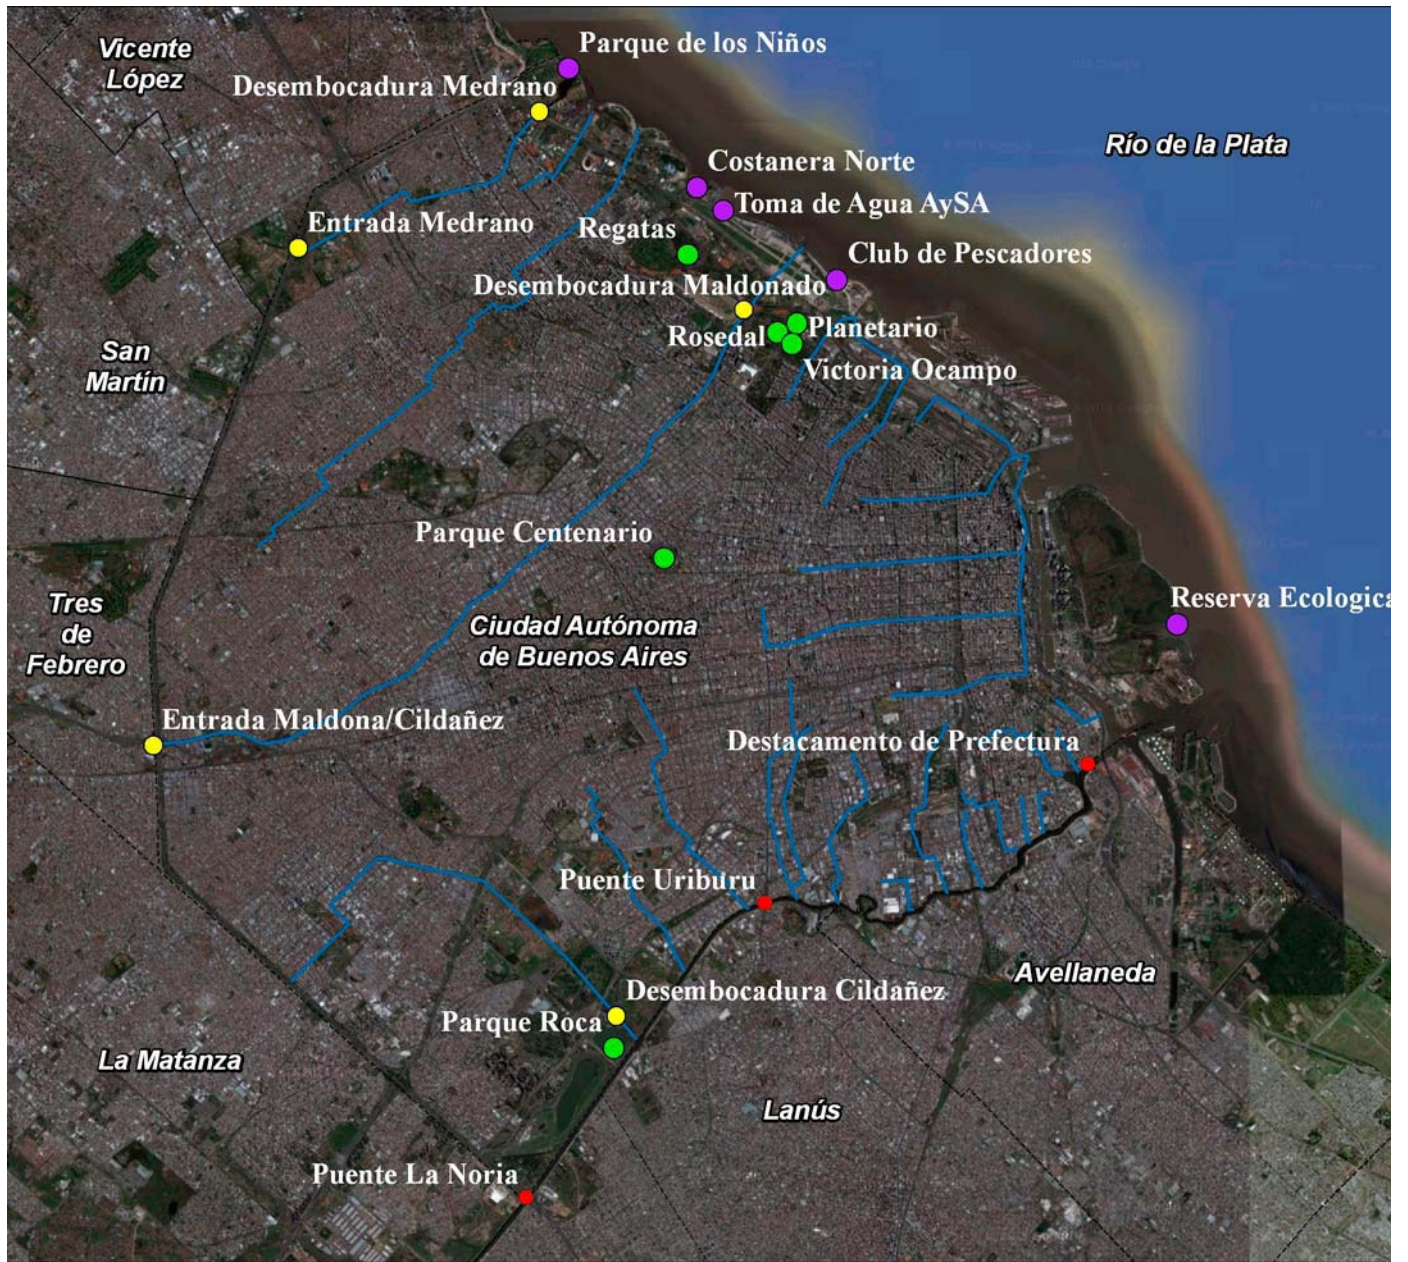 Vicente
López
Parque de los Niños
Desembocadura Medrano
Río de la Plata
Costanera Norte
Toma de Agua AySA
Entrada Medrano
Regatas
Club de Pescadores
Desembocadura Maldonado
Planetario
Rosedal
San
Martín
Victoria Ocampo
Parque Centenario
Tres
de
Febrero
Reserva Ecologica
Ciudad Autónoma
de Buenos Aires
Entrada Maldona/Cildañez
Destacamento de Prefectura
Puente Uriburu
Avellaneda
Desembocadura Cildañez
Parque Roca
La Matanza
Lanús
Puente La Noria